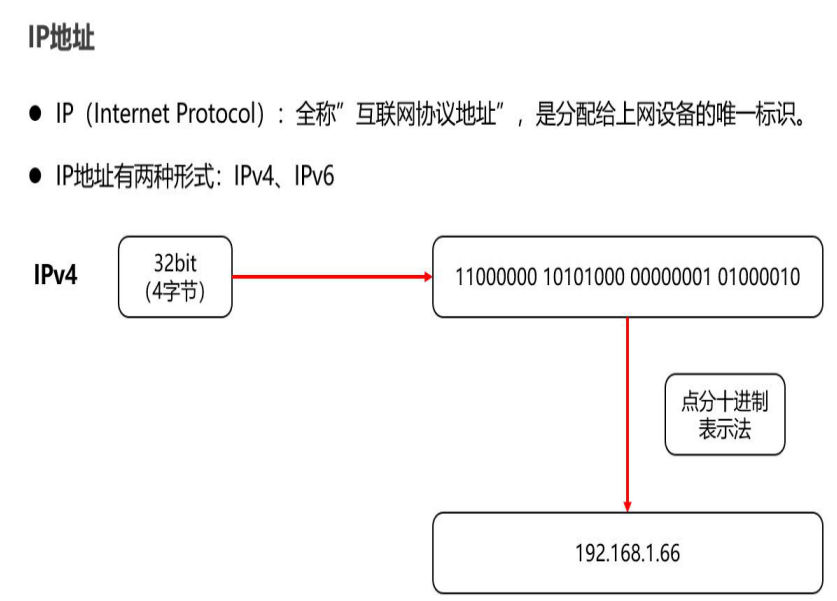 IP地址
● IP（Internet Protocol）：全称”互联网协议地址”，是分配给上网设备的唯一标识。
● IP地址有两种形式：IPv4、IPv6
IPv4
32bit
(4字节)
11000000 10101000 00000001 01000010
点分十进制
表示法
192.168.1.66